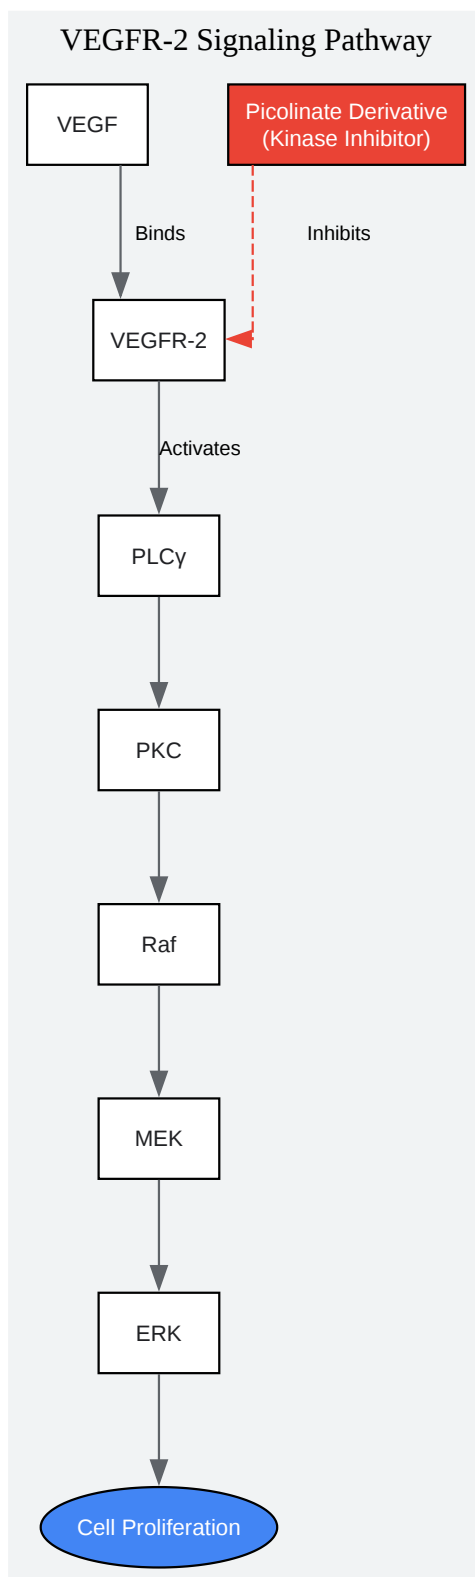 VEGFR-2 Signaling Pathway
VEGF
Picolinate Derivative
(Kinase Inhibitor)
Binds
Inhibits
VEGFR-2
Activates
PLCγ
PKC
Raf
MEK
ERK
Cell Proliferation